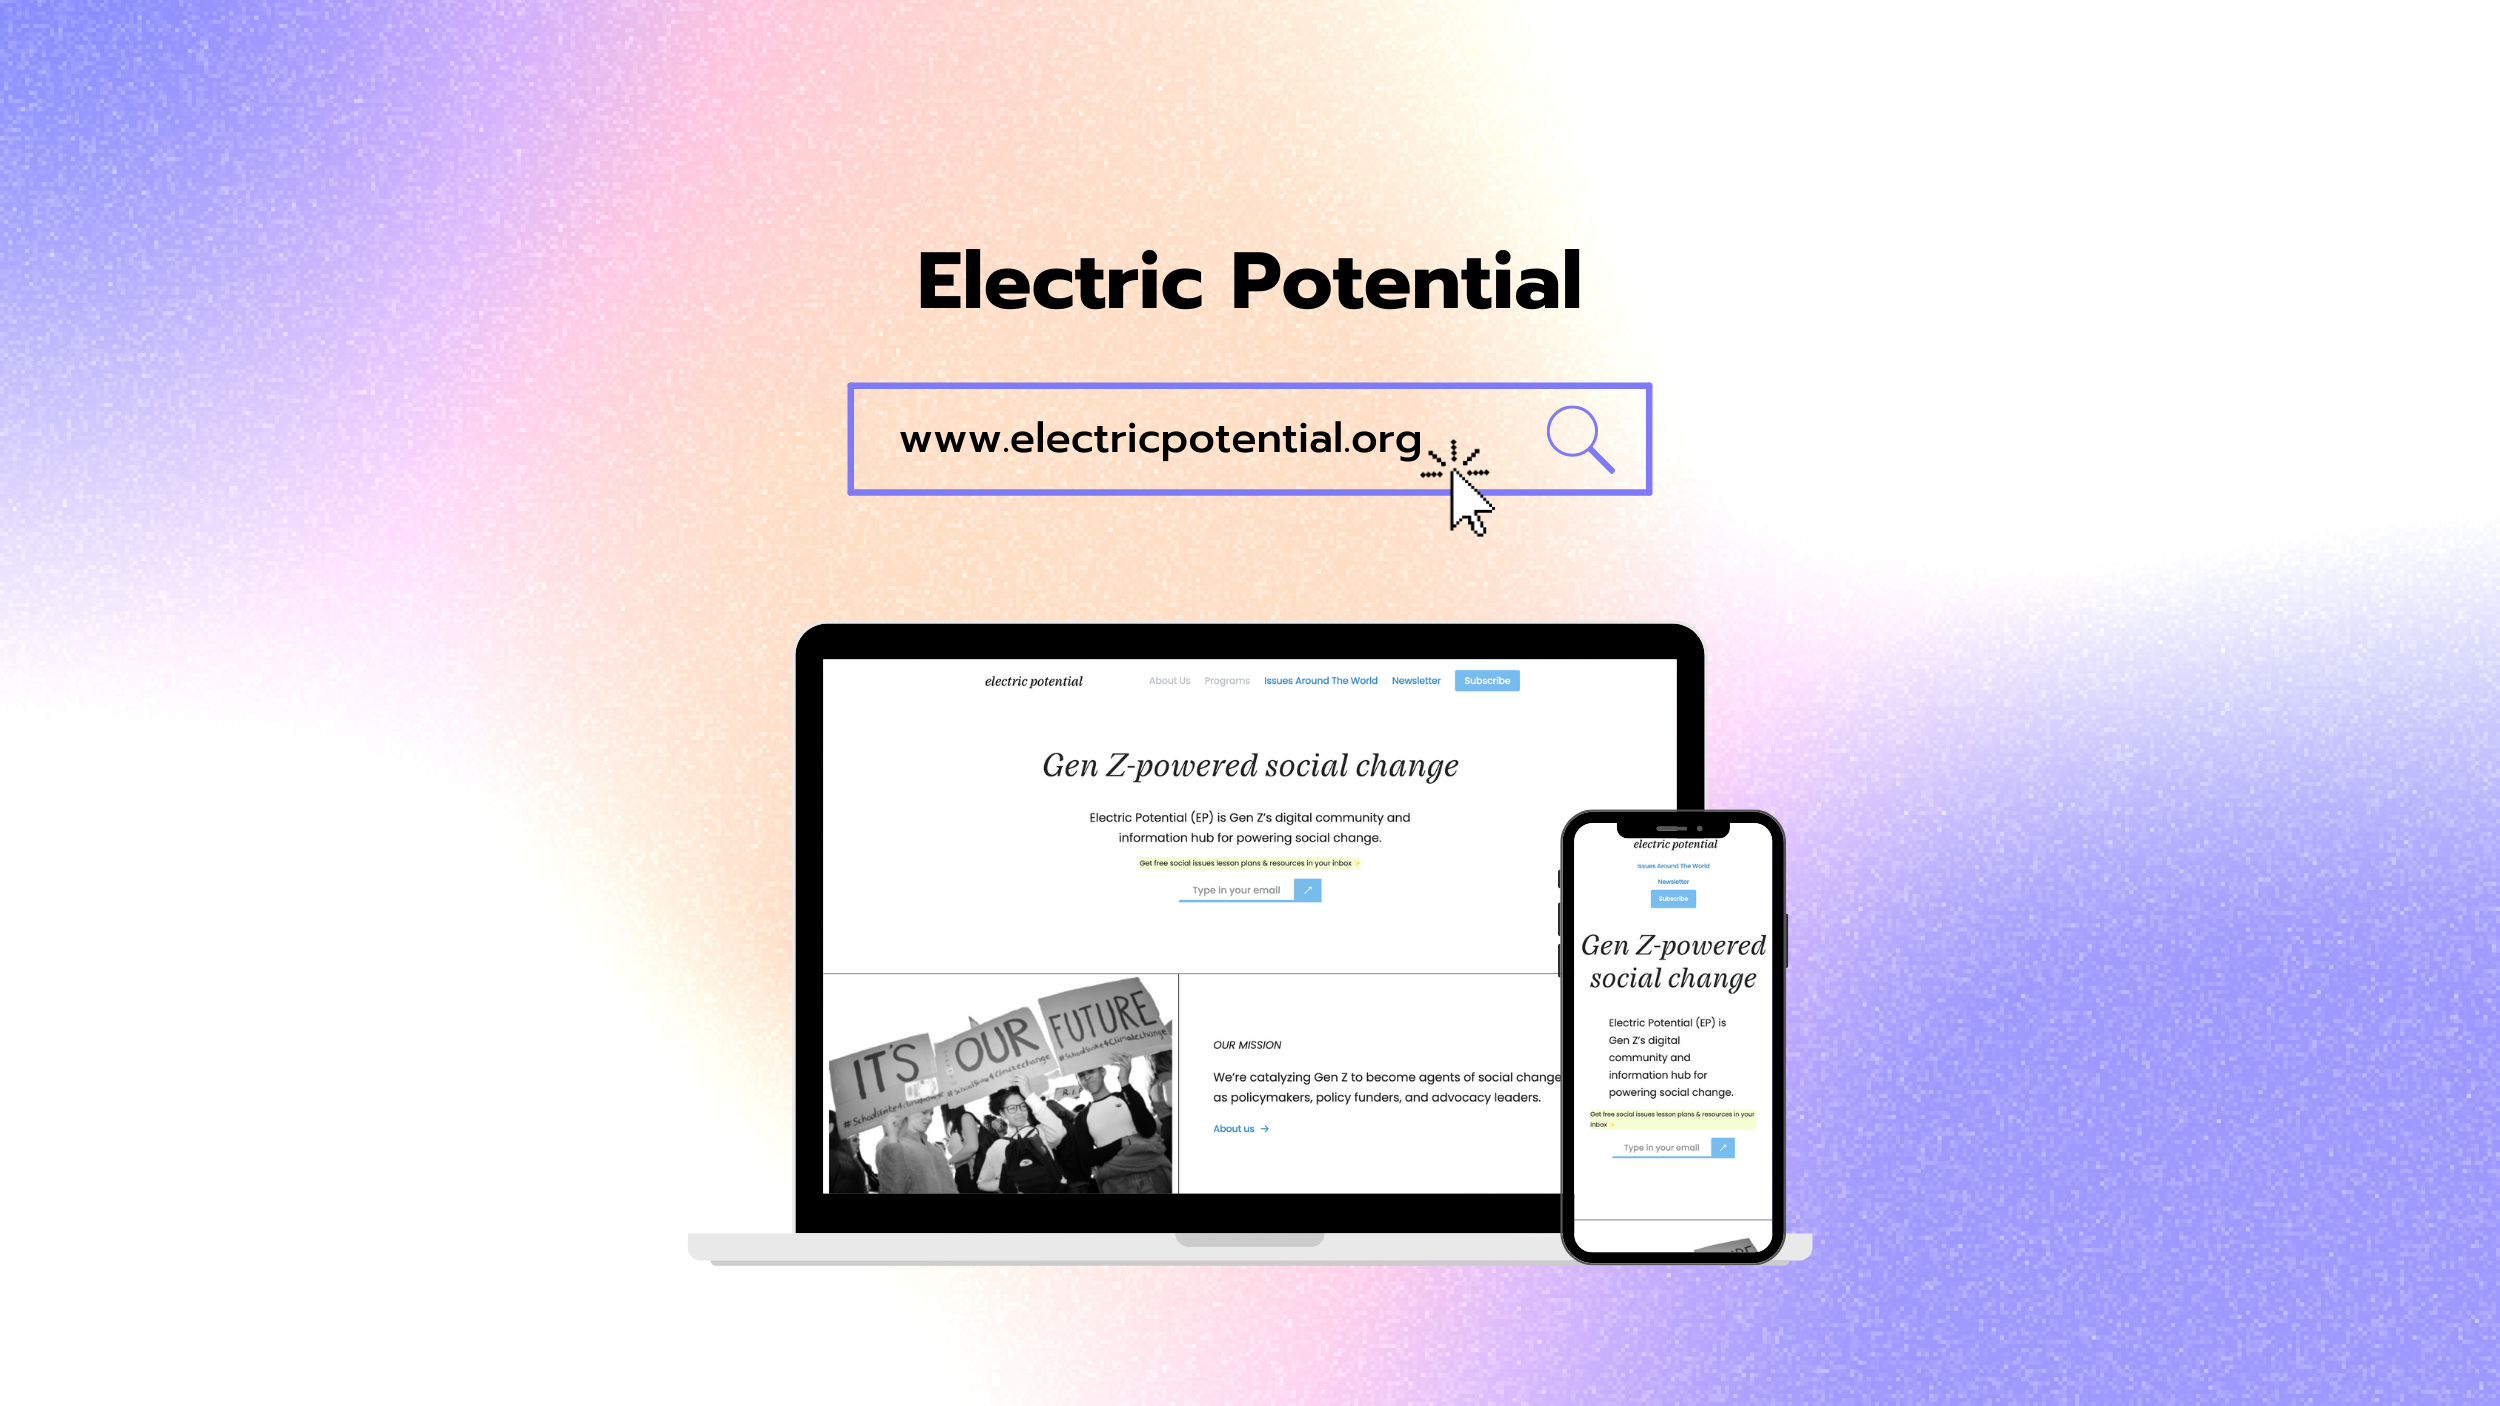 Electric Potential
www.electricpotential.org
electric potential
About Us Programs Issues Around The World Newsletter Subscribe
Gen Z-powered social change
Electric Potential (EP) is Gen Z’s digital community and
information hub for powering social change.
Get free social issues lesson plans & resources in your inbox
Type in your email
IT'S OUR FUTURE
#Schoolstrike4climatechange
#SchoolStrike4Climatechange
#SchoolStrike4Climatechange
OUR MISSION
We’re catalyzing Gen Z to become agents of social change
as policymakers, policy funders, and advocacy leaders.
About us
electric potential
Issues Around The World
Newsletter
Subscribe
Gen Z-powered
social change
Electric Potential (EP) is
Gen Z’s digital
community and
information hub for
powering social change.
Get free social issues lesson plans & resources in your
inbox
Type in your email